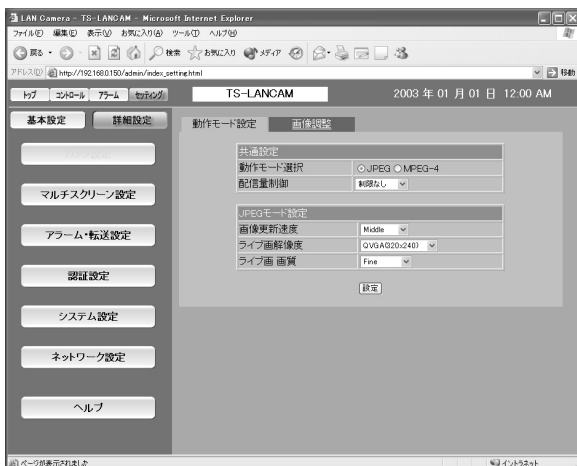 LAN Camera - TS-LANCAM - Microsoft Internet Explorer
ファイル(F) 編集(E) 表示(V) お気に入り(A) ツール(T) ヘルプ(H)
戻る 検索 お気に入り メディア
アドレス(D) http://192.168.0.150/admin/index_setting.html 移動
トップ コントロール アラーム セッティング TS-LANCAM 2003 年 01 月 01 日 12:00 AM
基本設定 詳細設定 動作モード設定 画像調整
共通設定
動作モード選択 JPEG MPEG-4
配信量制御 制限なし
マルチスクリーン設定
JPEGモード設定
画像更新速度 Middle
アラーム・転送設定
ライブ画解像度 QVGA(320x240)
ライブ画 画質 Fine
認証設定
設定
システム設定
ネットワーク設定
ヘルプ
ページが表示されました イントラネット